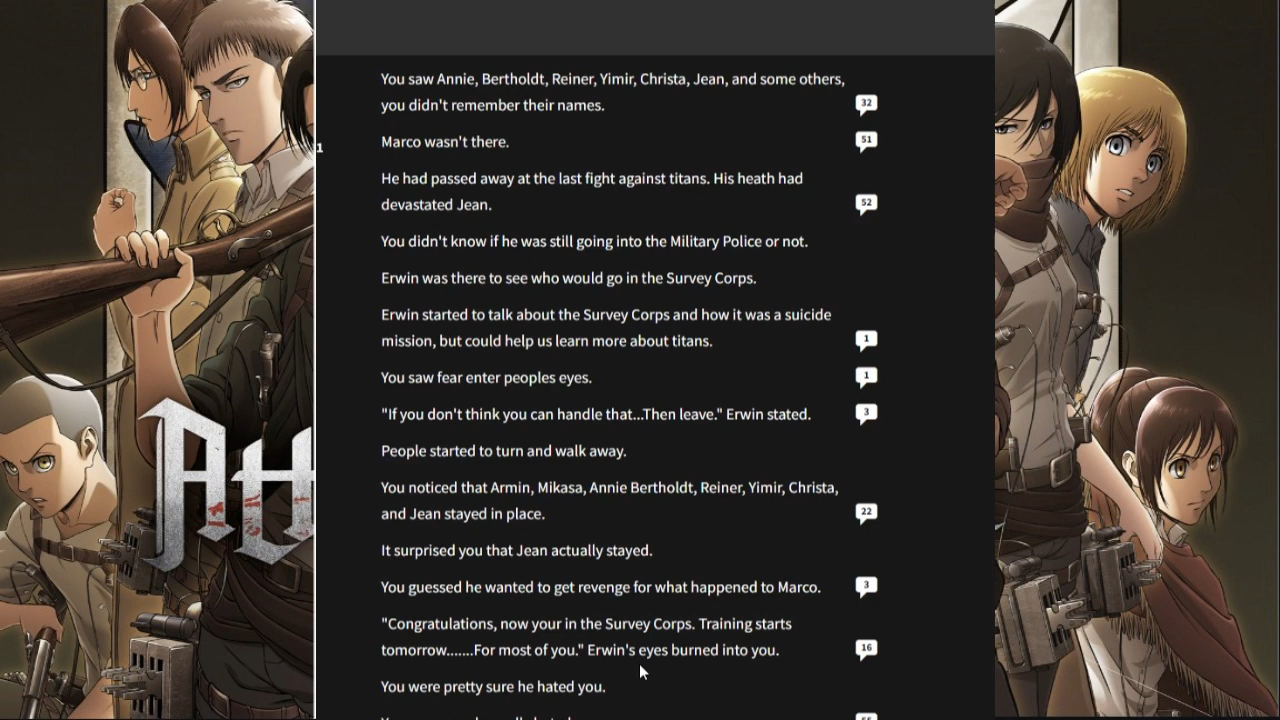 You saw Annie, Bertholdt, Reiner, Yimir, Christa, Jean, and some others,
you didn't remember their names.
32
Marco wasn't there.
51
1
He had passed away at the last fight against titans. His heath had
devastated Jean.
52
You didn't know if he was still going into the Military Police or not.
Erwin was there to see who would go in the Survey Corps.
Erwin started to talk about the Survey Corps and how it was a suicide
mission, but could help us learn more about titans.
1
You saw fear enter peoples eyes.
1
"If you don't think you can handle that...Then leave." Erwin stated.
3
People started to turn and walk away.
You noticed that Armin, Mikasa, Annie Bertholdt, Reiner, Yimir, Christa,
and Jean stayed in place.
22
It surprised you that Jean actually stayed.
You guessed he wanted to get revenge for what happened to Marco.
3
"Congratulations, now your in the Survey Corps. Training starts
tomorrow.......For most of you." Erwin's eyes burned into you.
16
You were pretty sure he hated you.
Att